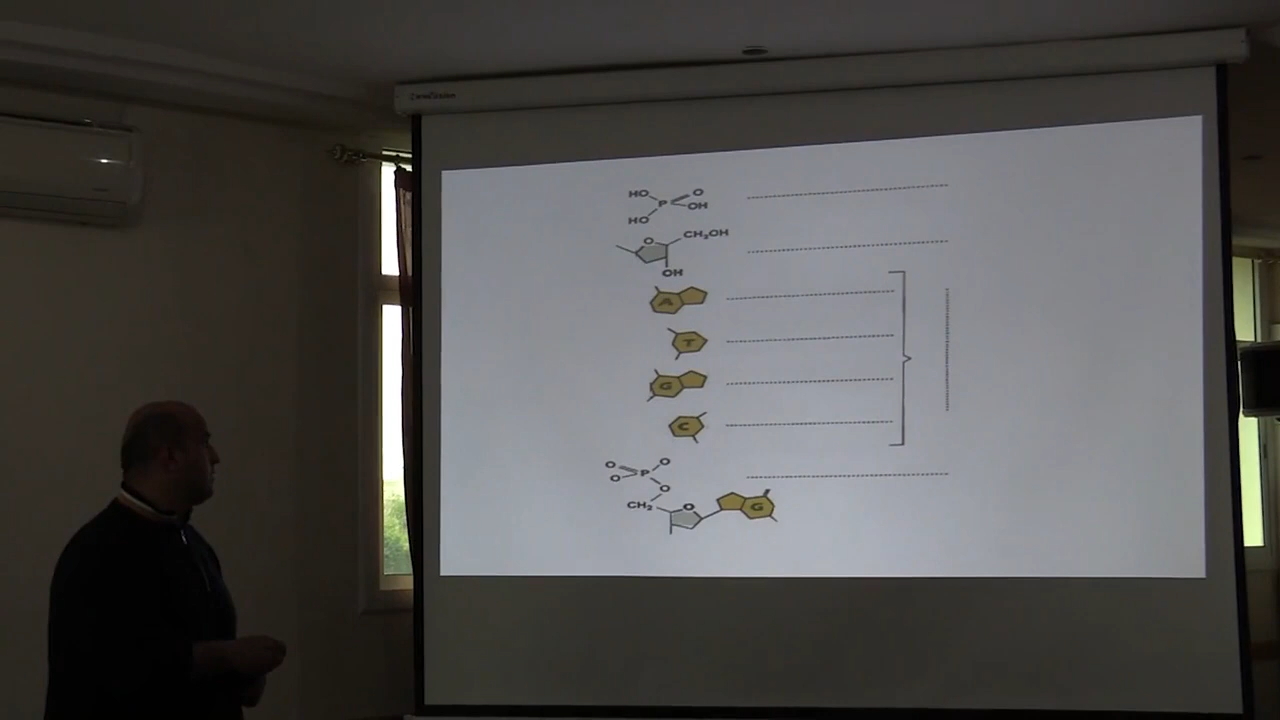 HO O
P OH
HO
O CH₂OH
OH
A
T
G
C
O O
P
O O
CH₂ O G